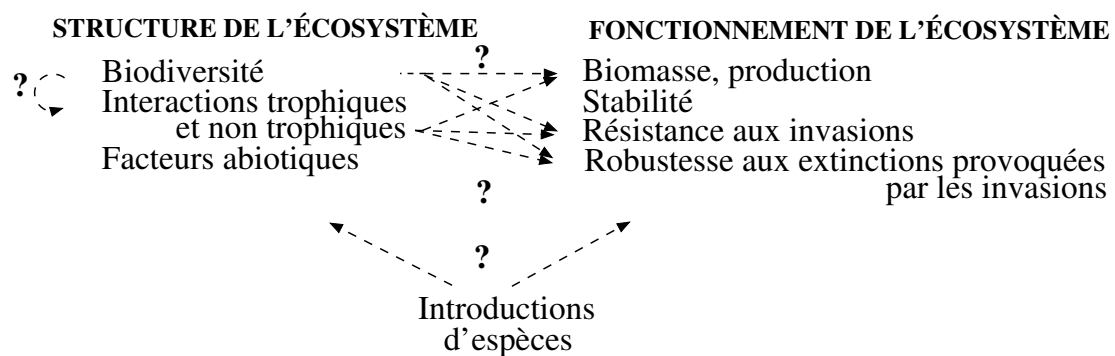 STRUCTURE DE L'ÉCOSYSTÈME
?
Biodiversité
Interactions trophiques
et non trophiques
Facteurs abiotiques
FONCTIONNEMENT DE L'ÉCOSYSTÈME
?
Biomasse, production
Stabilité
Résistance aux invasions
Robustesse aux extinctions provoquées
par les invasions
?
?
Introductions
d'espèces